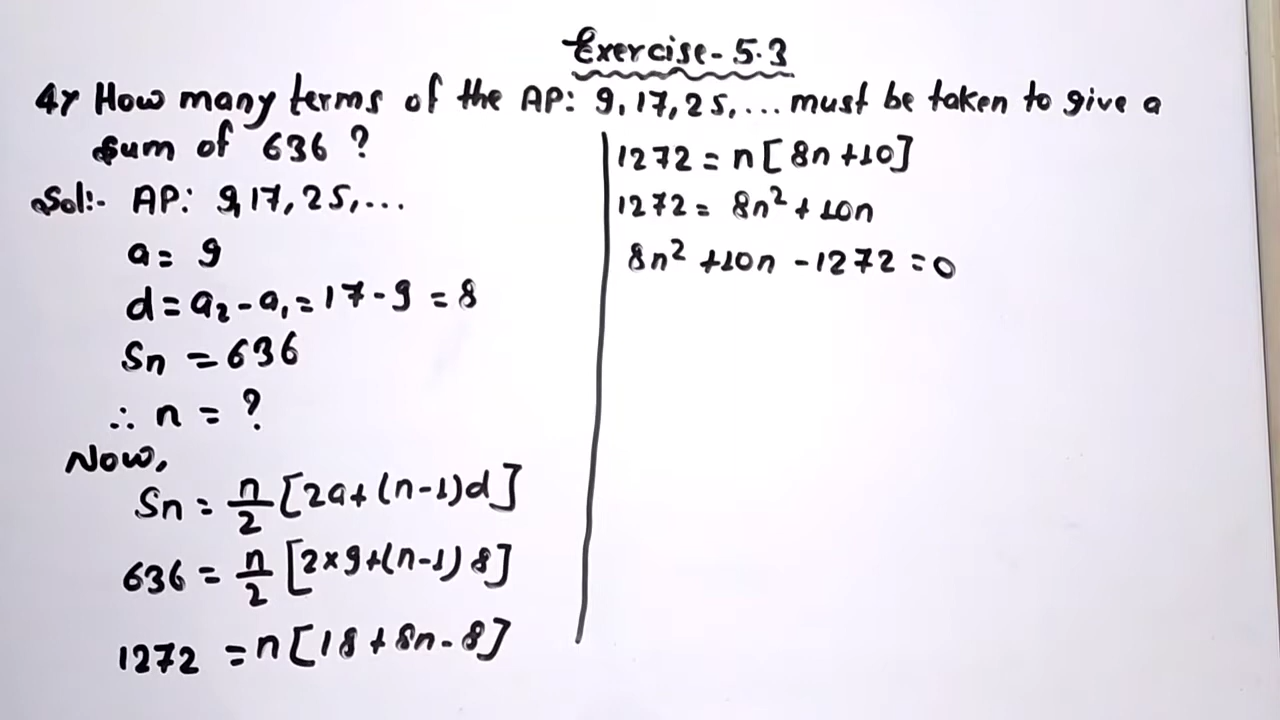 Exercise-5.3
4) How many terms of the AP: 9, 17, 25, ... must be taken to give a
sum of 636 ?
Sol:- AP: 9, 17, 25, ...
a = 9
d = a₂ - a₁ = 17 - 9 = 8
Sn = 636
∴ n = ?
Now,
Sn = n/2 [2a + (n-1)d]
636 = n/2 [2×9 + (n-1) 8]
1272 = n [18 + 8n - 8]
1272 = n [8n + 10]
1272 = 8n² + 10n
8n² + 10n - 1272 = 0